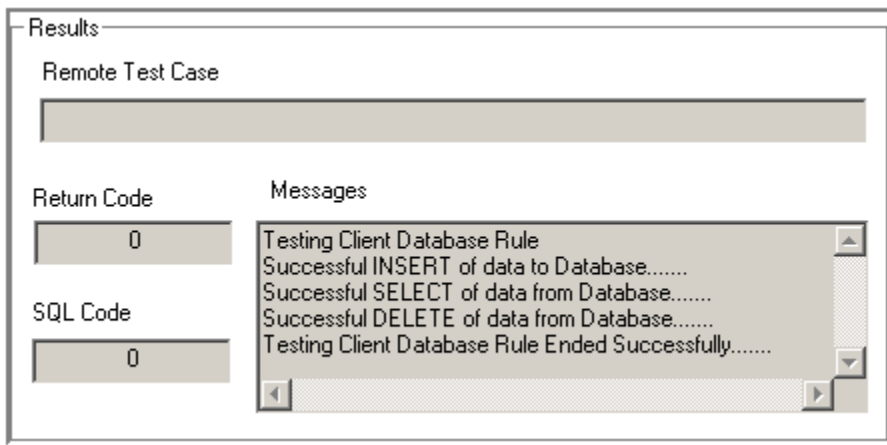 Results
Remote Test Case
Return Code
0
Messages
Testing Client Database Rule
Successful INSERT of data to Database.......
Successful SELECT of data from Database.......
Successful DELETE of data from Database.......
Testing Client Database Rule Ended Successfully.......
SQL Code
0